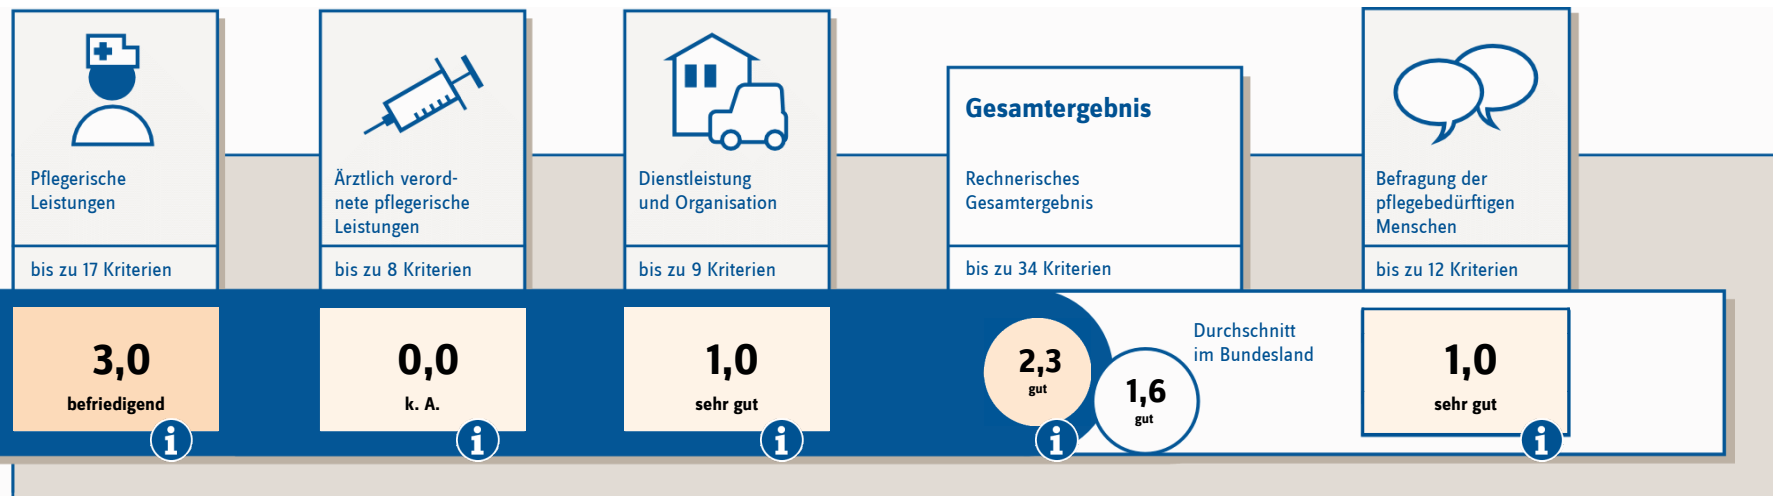 Pflegerische
Leistungen
bis zu 17 Kriterien
3,0
befriedigend
i
Ärztlich verord-
nete pflegerische
Leistungen
bis zu 8 Kriterien
0,0
k. A.
i
Dienstleistung
und Organisation
bis zu 9 Kriterien
1,0
sehr gut
i
Gesamtergebnis
Rechnerisches
Gesamtergebnis
bis zu 34 Kriterien
2,3
gut
i
1,6
gut
Durchschnitt
im Bundesland
Befragung der
pflegebedürftigen
Menschen
bis zu 12 Kriterien
1,0
sehr gut
i